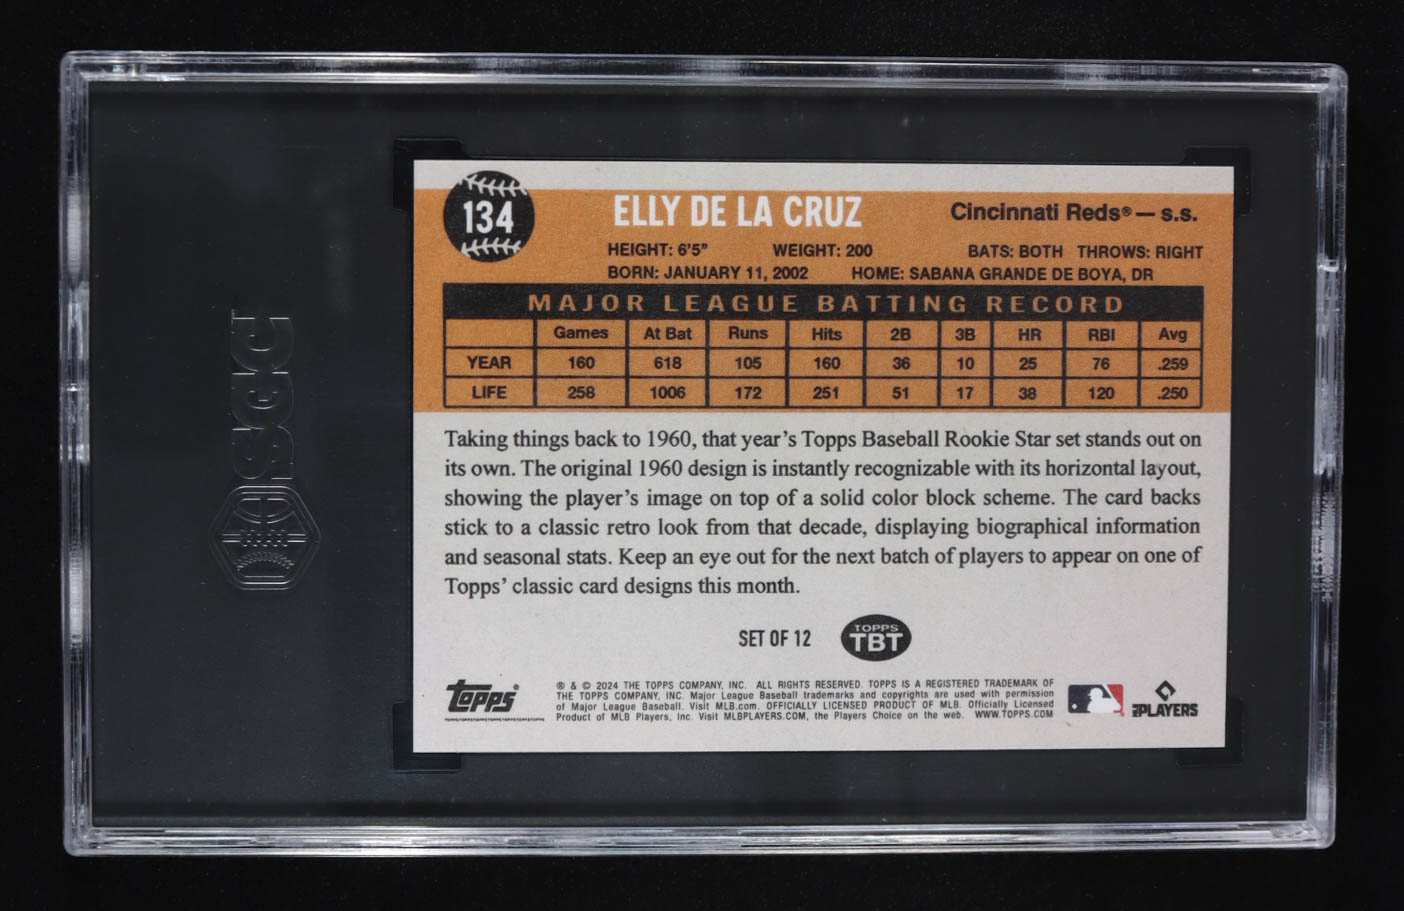 134
ELLY DE LA CRUZ
Cincinnati Reds® — s.s.
HEIGHT: 6'5" WEIGHT: 200 BATS: BOTH THROWS: RIGHT
BORN: JANUARY 11, 2002 HOME: SABANA GRANDE DE BOYA, DR
MAJOR LEAGUE BATTING RECORD
Games At Bat Runs Hits 2B 3B HR RBI Avg
YEAR 160 618 105 160 36 10 25 76 .259
LIFE 258 1006 172 251 51 17 38 120 .250
Taking things back to 1960, that year's Topps Baseball Rookie Star set stands out on
its own. The original 1960 design is instantly recognizable with its horizontal layout,
showing the player's image on top of a solid color block scheme. The card backs
stick to a classic retro look from that decade, displaying biographical information
and seasonal stats. Keep an eye out for the next batch of players to appear on one of
Topps' classic card designs this month.
SET OF 12
TOPPS
TBT
Topps®
® & © 2024 THE TOPPS COMPANY, INC. ALL RIGHTS RESERVED. TOPPS IS A REGISTERED TRADEMARK OF
THE TOPPS COMPANY, INC. Major League Baseball trademarks and copyrights are used with permission
of Major League Baseball. Visit MLB.com. OFFICIALLY LICENSED PRODUCT OF MLB. Officially Licensed
Product of MLB Players, Inc. Visit MLBPLAYERS.COM, the Players Choice on the web. WWW.TOPPS.COM
PLAYERS
SGC